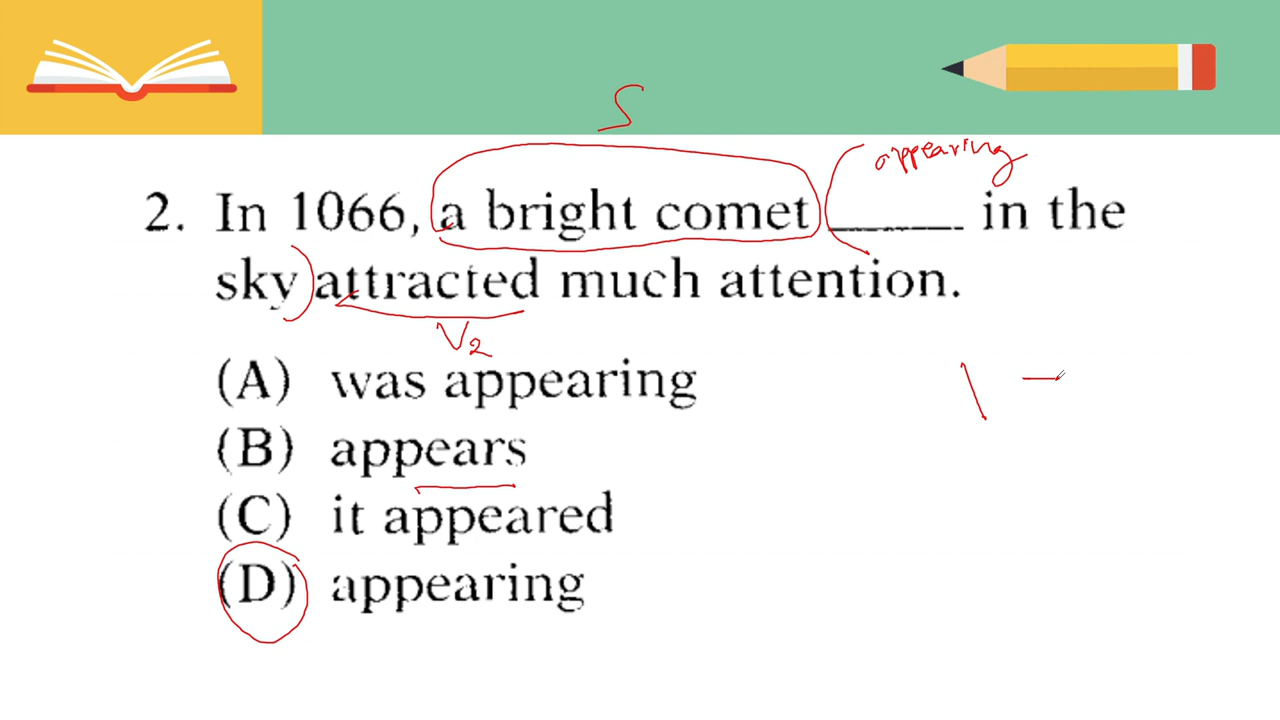 S
appearing
2. In 1066, a bright comet ______ in the
sky attracted much attention.
V2
(A) was appearing
(B) appears
(C) it appeared
(D) appearing